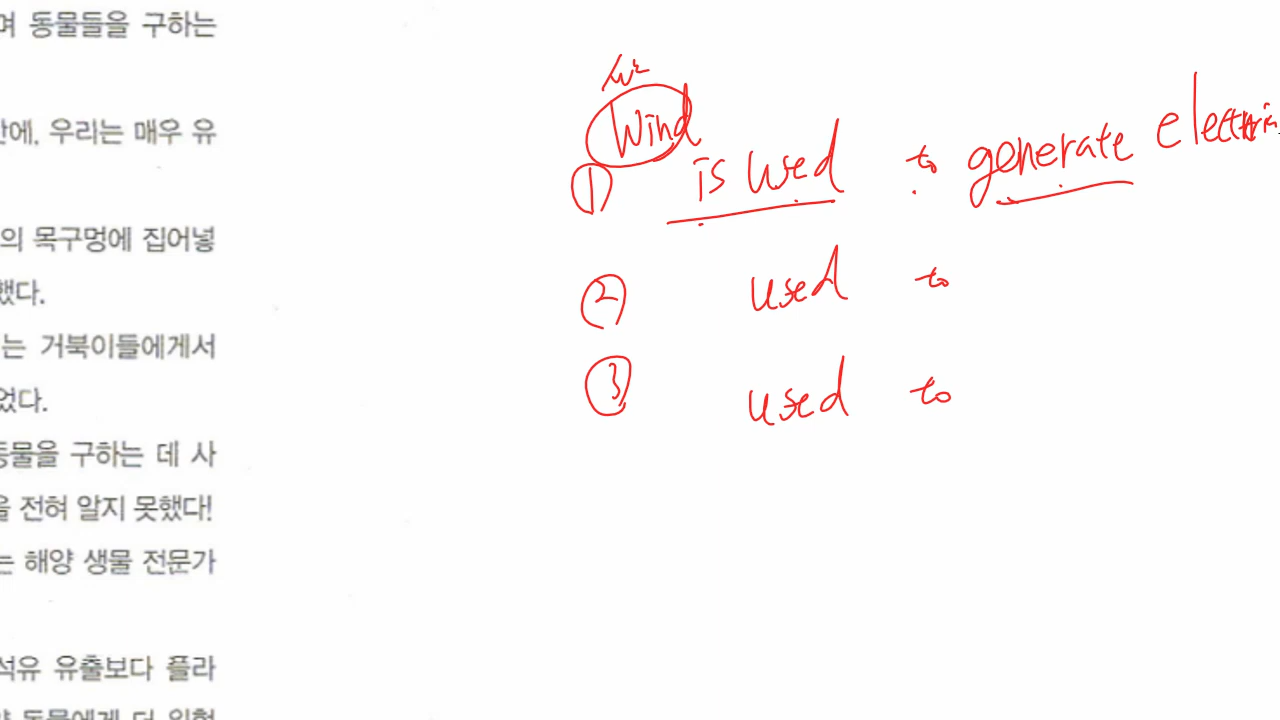 며 동물들을 구하는
에, 우리는 매우 유
의 목구멍에 집어넣
했다.
는 거북이들에게서
었다.
동물을 구하는 데 사
을 전혀 알지 못했다!
는 해양 생물 전문가
석유 유출보다 플라
Wind
① is used to generate
② used to
③ used to